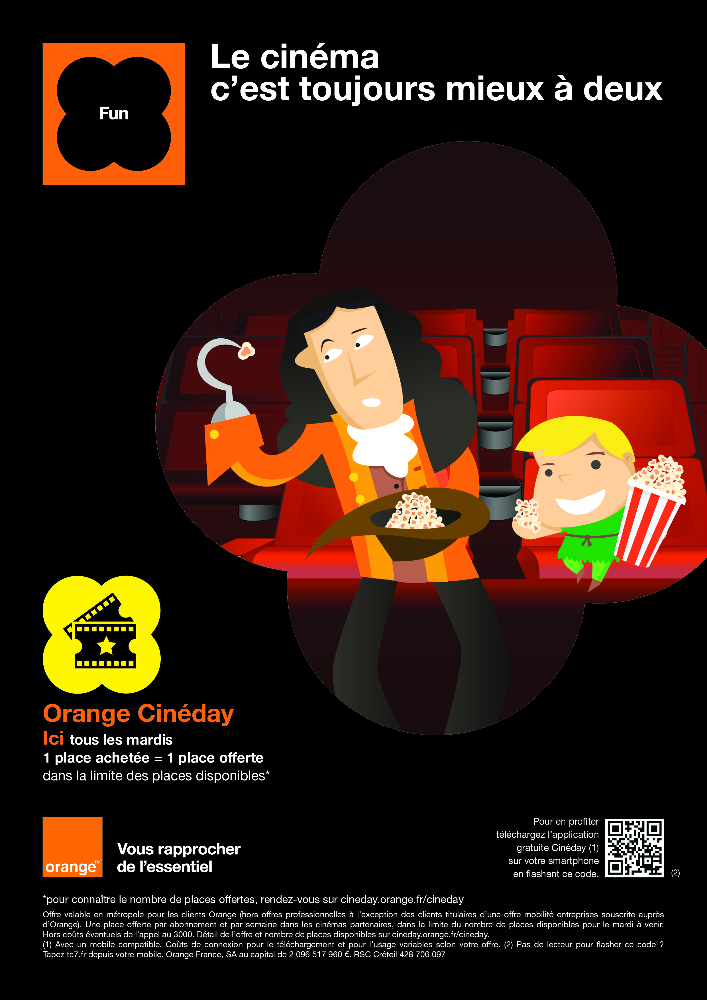 Fun
Le cinéma
c’est toujours mieux à deux
Orange Cinéday
Ici tous les mardis
1 place achetée = 1 place offerte
dans la limite des places disponibles*
orange™
Vous rapprocher
de l’essentiel
Pour en profiter
téléchargez l’application
gratuite Cinéday (1)
sur votre smartphone
en flashant ce code.
(2)
*pour connaître le nombre de places offertes, rendez-vous sur cineday.orange.fr/cineday
Offre valable en métropole pour les clients Orange (hors offres professionnelles à l’exception des clients titulaires d’une offre mobilité entreprises souscrite auprès
d’Orange). Une place offerte par abonnement et par semaine dans les cinémas partenaires, dans la limite du nombre de places disponibles pour le mardi à venir.
Hors coûts éventuels de l’appel au 3000. Détail de l’offre et nombre de places disponibles sur cineday.orange.fr/cineday.
(1) Avec un mobile compatible. Coûts de connexion pour le téléchargement et pour l’usage variables selon votre offre. (2) Pas de lecteur pour flasher ce code ?
Tapez tc7.fr depuis votre mobile. Orange France, SA au capital de 2 096 517 960 €. RSC Créteil 428 706 097